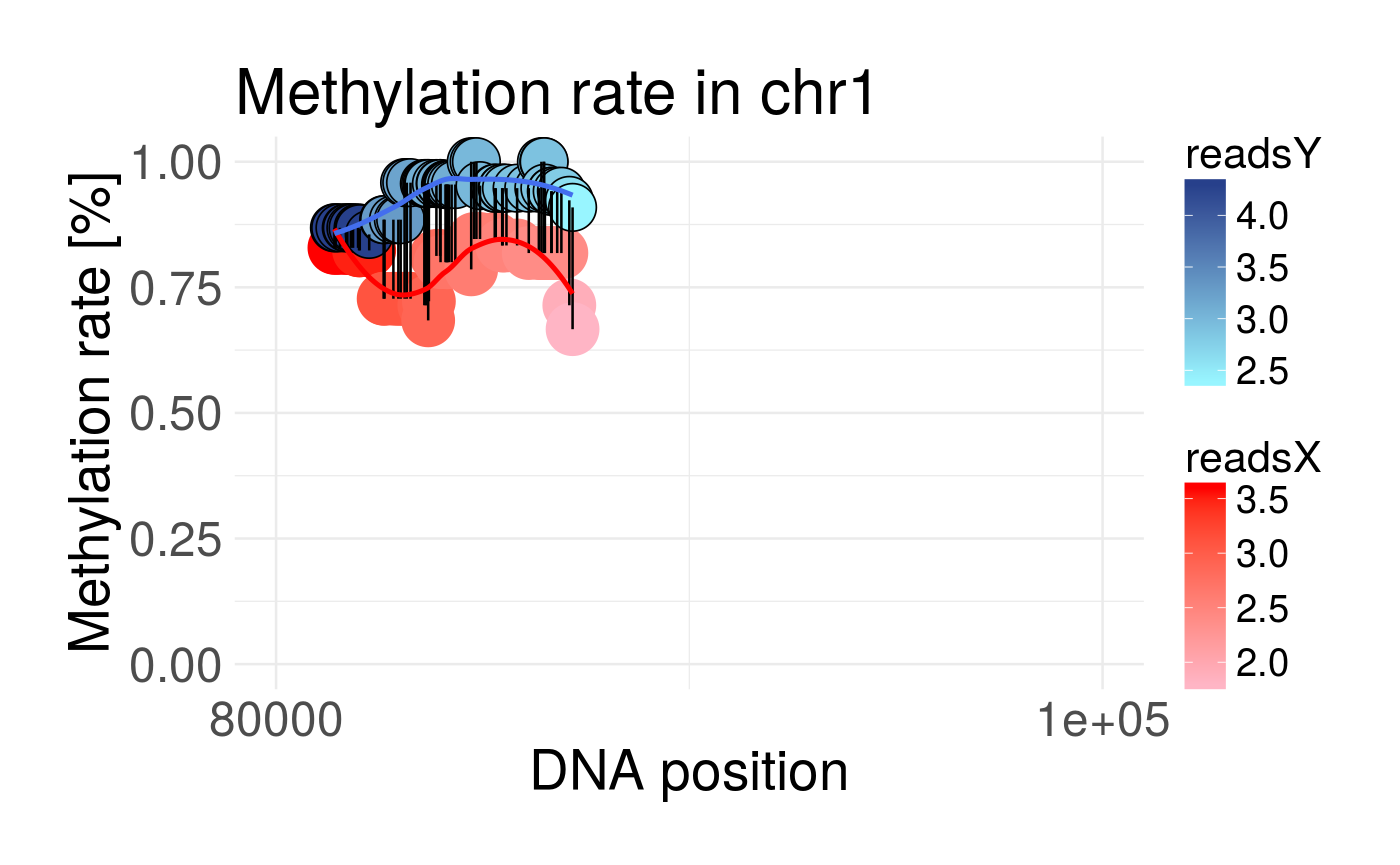 Methylation rate in chr1
Methylation rate [%]
1.00
0.75
0.50
0.25
0.00
80000
1e+05
DNA position
readsY
4.0
3.5
3.0
2.5
readsX
3.5
3.0
2.5
2.0